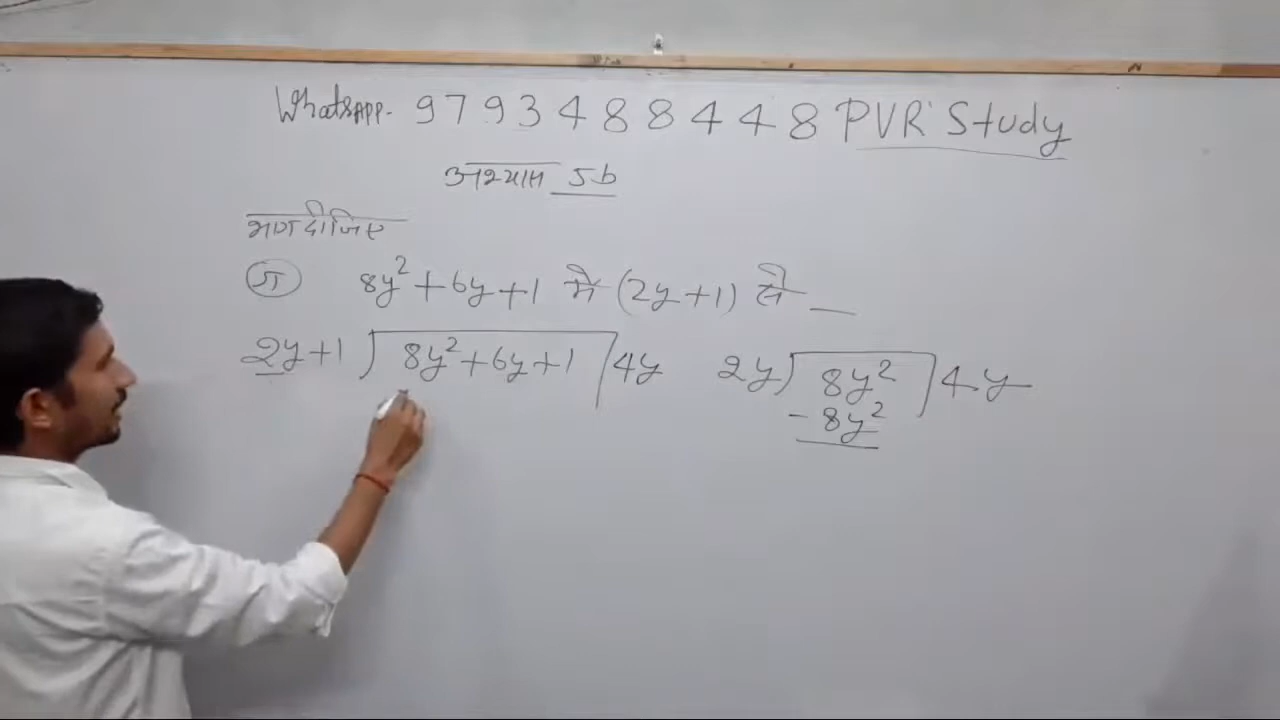 WhatsApp. 9793488448 PVR Study
अभ्यास 5b
भाग दीजिए
ज 8y²+6y+1 में (2y+1) से
2y+1) 8y²+6y+1 (4y
2y) 8y² (4y
-8y²